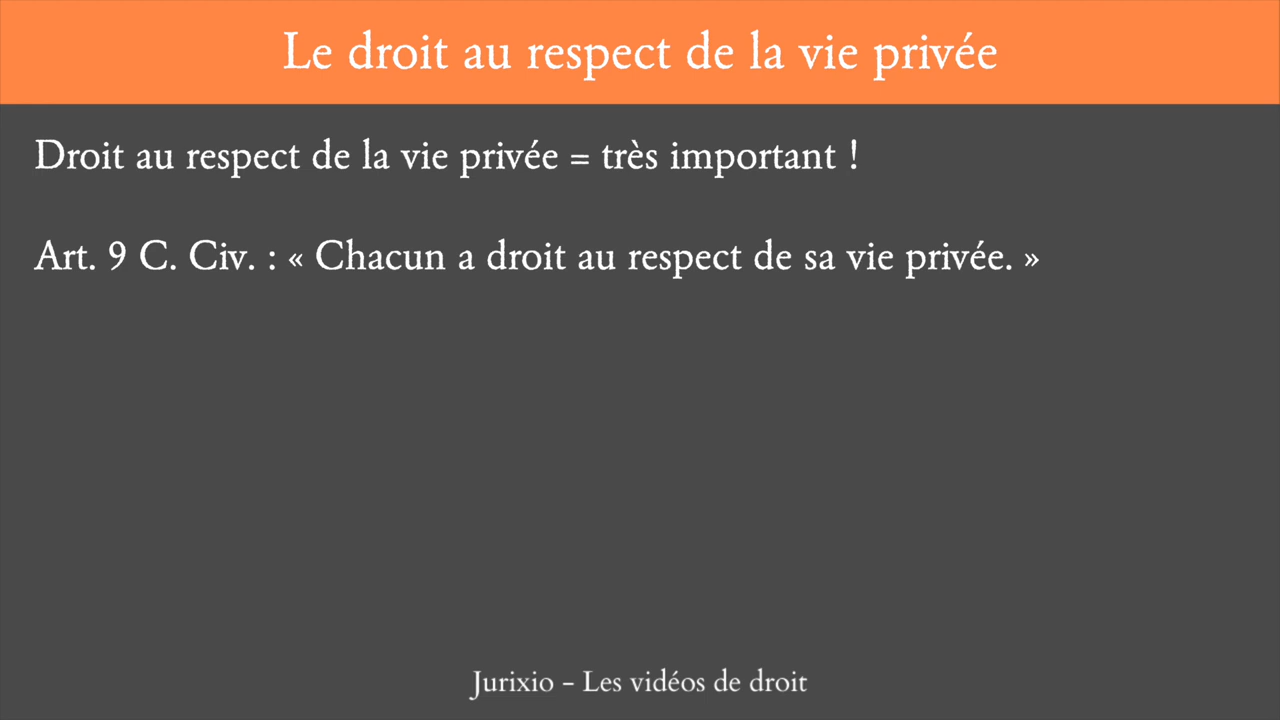 Le droit au respect de la vie privée
Droit au respect de la vie privée = très important !
Art. 9 C. Civ. : « Chacun a droit au respect de sa vie privée. »
Jurixio - Les vidéos de droit